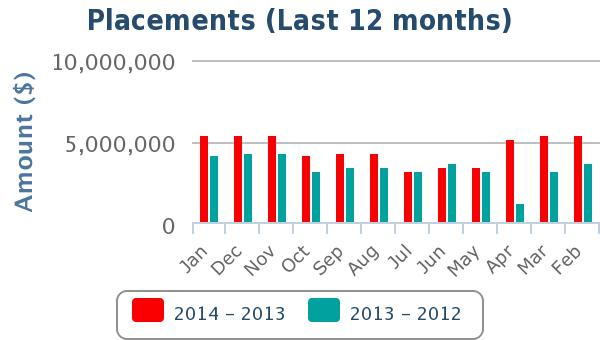 Placements (Last 12 months)
Amount ($)
10,000,000
5,000,000
0
Jan Dec Nov Oct Sep Aug Jul Jun May Apr Mar Feb
2014 – 2013 2013 – 2012